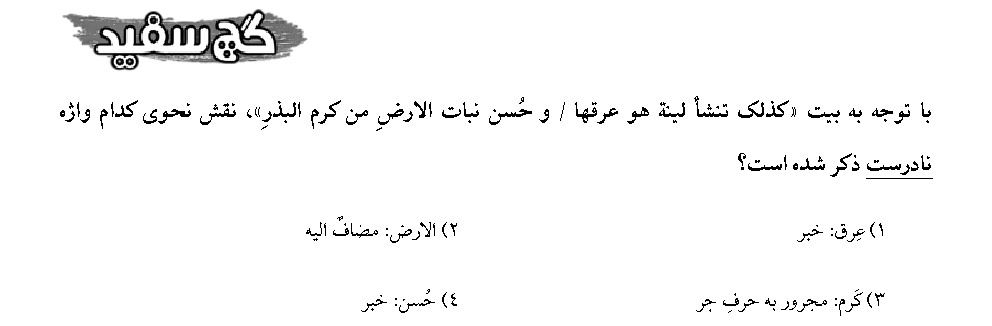 گچ سفید
با توجه به بیت «کذلک تنشأ لینة هو عرقها / و حُسن نبات الارضِ من کرم البذرِ»، نقش نحوی کدام واژه
نادرست ذکر شده است؟
۱) عِرق: خبر
۲) الارض: مضافٌ الیه
۳) کَرم: مجرور به حرفِ جر
۴) حُسن: خبر